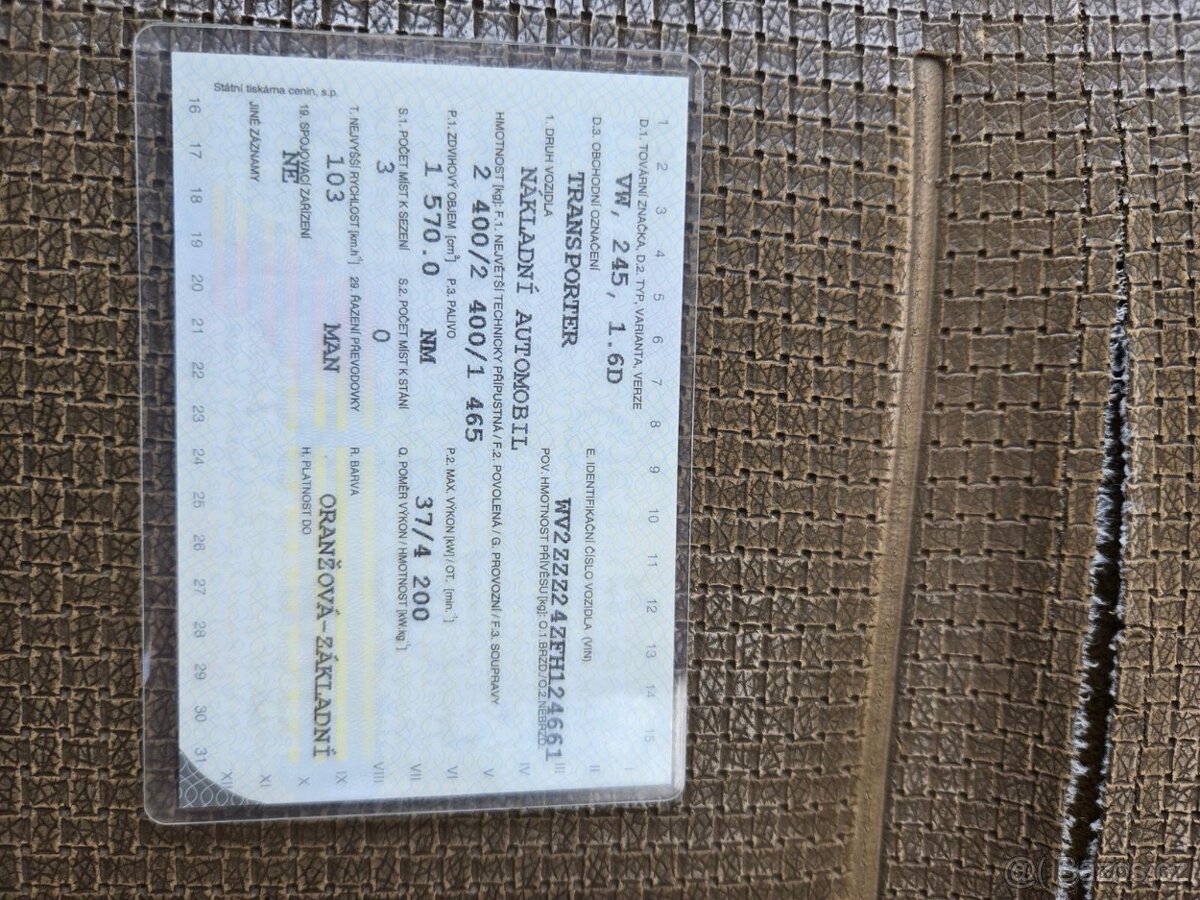 1 2 3 4 5 6 7 8 9 10 11 12 13 14 15
D.1. TOVÁRNÍ ZNAČKA, D.2. TYP, VARIANTA, VERZE
VW, 245, 1.6D
E. IDENTIFIKAČNÍ ČÍSLO VOZIDLA (VIN)
WV2ZZZ24ZFH124661
D.3. OBCHODNÍ OZNAČENÍ
TRANSPORTER
POV. HMOTNOST PŘÍVĚSU [kg]: O.1. BRZD./O.2. NEBRZD.
1. DRUH VOZIDLA
NÁKLADNÍ AUTOMOBIL
HMOTNOST [kg]: F.1. NEJVĚTŠÍ TECHNICKY PŘÍPUSTNÁ / F.2. POVOLENÁ / G. PROVOZNÍ / F.3. SOUPRAVY
2 400/2 400/1 465
P.1. ZDVIHOVÝ OBJEM [cm³] P.3. PALIVO P.2. MAX. VÝKON [kW] / OT. [min.⁻¹]
1 570.0 NM 37/4 200
S.1. POČET MÍST K SEZENÍ S.2. POČET MÍST K STÁNÍ Q. POMĚR VÝKON / HMOTNOST [kW.kg⁻¹]
3 0
T. NEJVYŠŠÍ RYCHLOST [km.h⁻¹] 29. ŘAZENÍ PŘEVODOVKY R. BARVA
103 MAN ORANŽOVÁ-ZÁKLADNÍ
19. SPOJOVACÍ ZAŘÍZENÍ H. PLATNOST DO
NE
JINÉ ZÁZNAMY
Státní tiskárna cenin, s.p.
16 17 18 19 20 21 22 23 24 25 26 27 28 29 30 31
I II III IV V VI VII VIII IX X XI XII
Bazos.cz